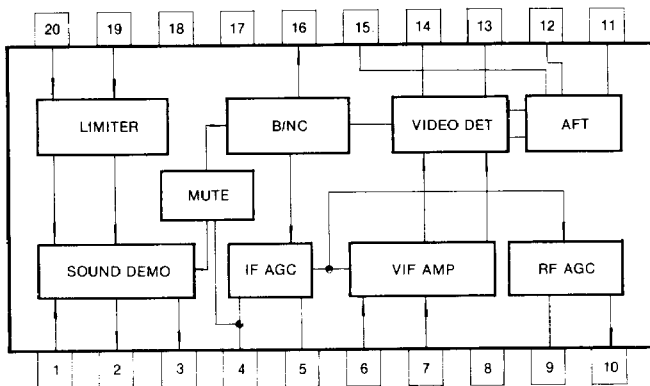 20 19 18 17 16 15 14 13 12 11
LIMITER B/NC VIDEO DET AFT
MUTE
SOUND DEMO IF AGC VIF AMP RF AGC
1 2 3 4 5 6 7 8 9 10